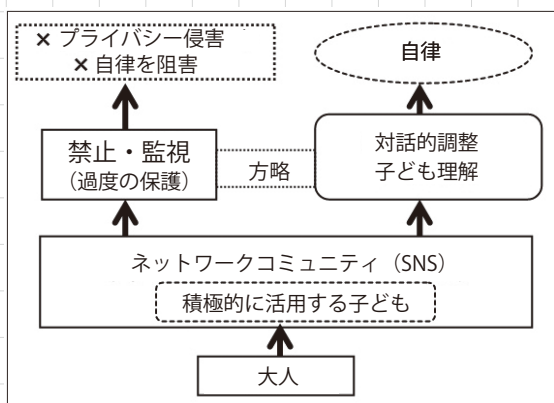 × プライバシー侵害
× 自律を阻害
自律
禁止・監視
（過度の保護）
方略
対話的調整
子ども理解
ネットワークコミュニティ（SNS）
積極的に活用する子ども
大人